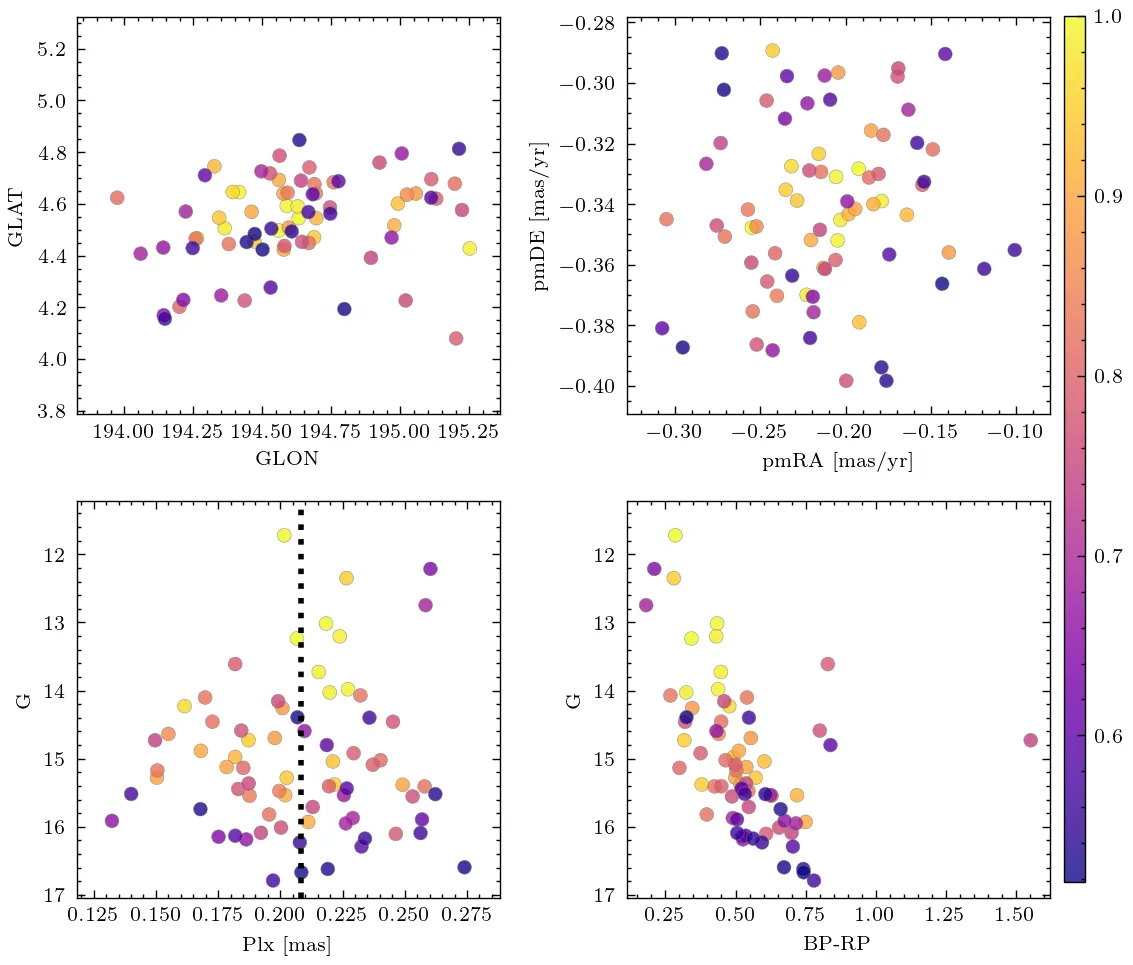 5.2
5.0
4.8
4.6
4.4
4.2
4.0
3.8
GLAT
194.00 194.25 194.50 194.75 195.00 195.25
GLON
−0.28
−0.30
−0.32
−0.34
−0.36
−0.38
−0.40
pmDE [mas/yr]
−0.30 −0.25 −0.20 −0.15 −0.10
pmRA [mas/yr]
1.0
0.9
0.8
0.7
0.6
12
13
14
15
16
17
G
0.125 0.150 0.175 0.200 0.225 0.250 0.275
Plx [mas]
12
13
14
15
16
17
G
0.25 0.50 0.75 1.00 1.25 1.50
BP-RP